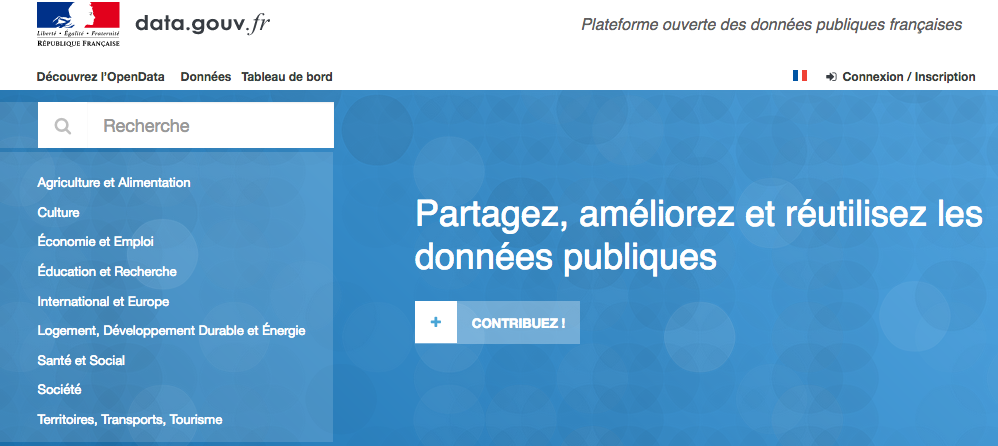 Liberté • Égalité • Fraternité
RÉPUBLIQUE FRANÇAISE
data.gouv.fr
Plateforme ouverte des données publiques françaises
Découvrez l'OpenData Données Tableau de bord
Connexion / Inscription
Recherche
Agriculture et Alimentation
Culture
Économie et Emploi
Éducation et Recherche
International et Europe
Logement, Développement Durable et Énergie
Santé et Social
Société
Territoires, Transports, Tourisme
Partagez, améliorez et réutilisez les
données publiques
+ CONTRIBUEZ !